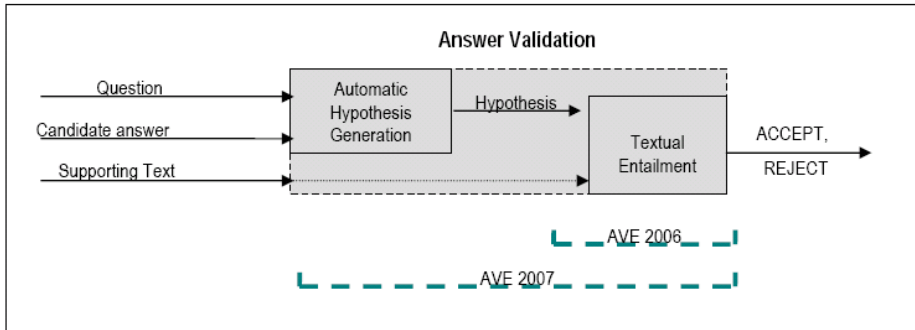 Answer Validation
Question
Candidate answer
Supporting Text
Automatic
Hypothesis
Generation
Hypothesis
Textual
Entailment
ACCEPT,
REJECT
AVE 2006
AVE 2007